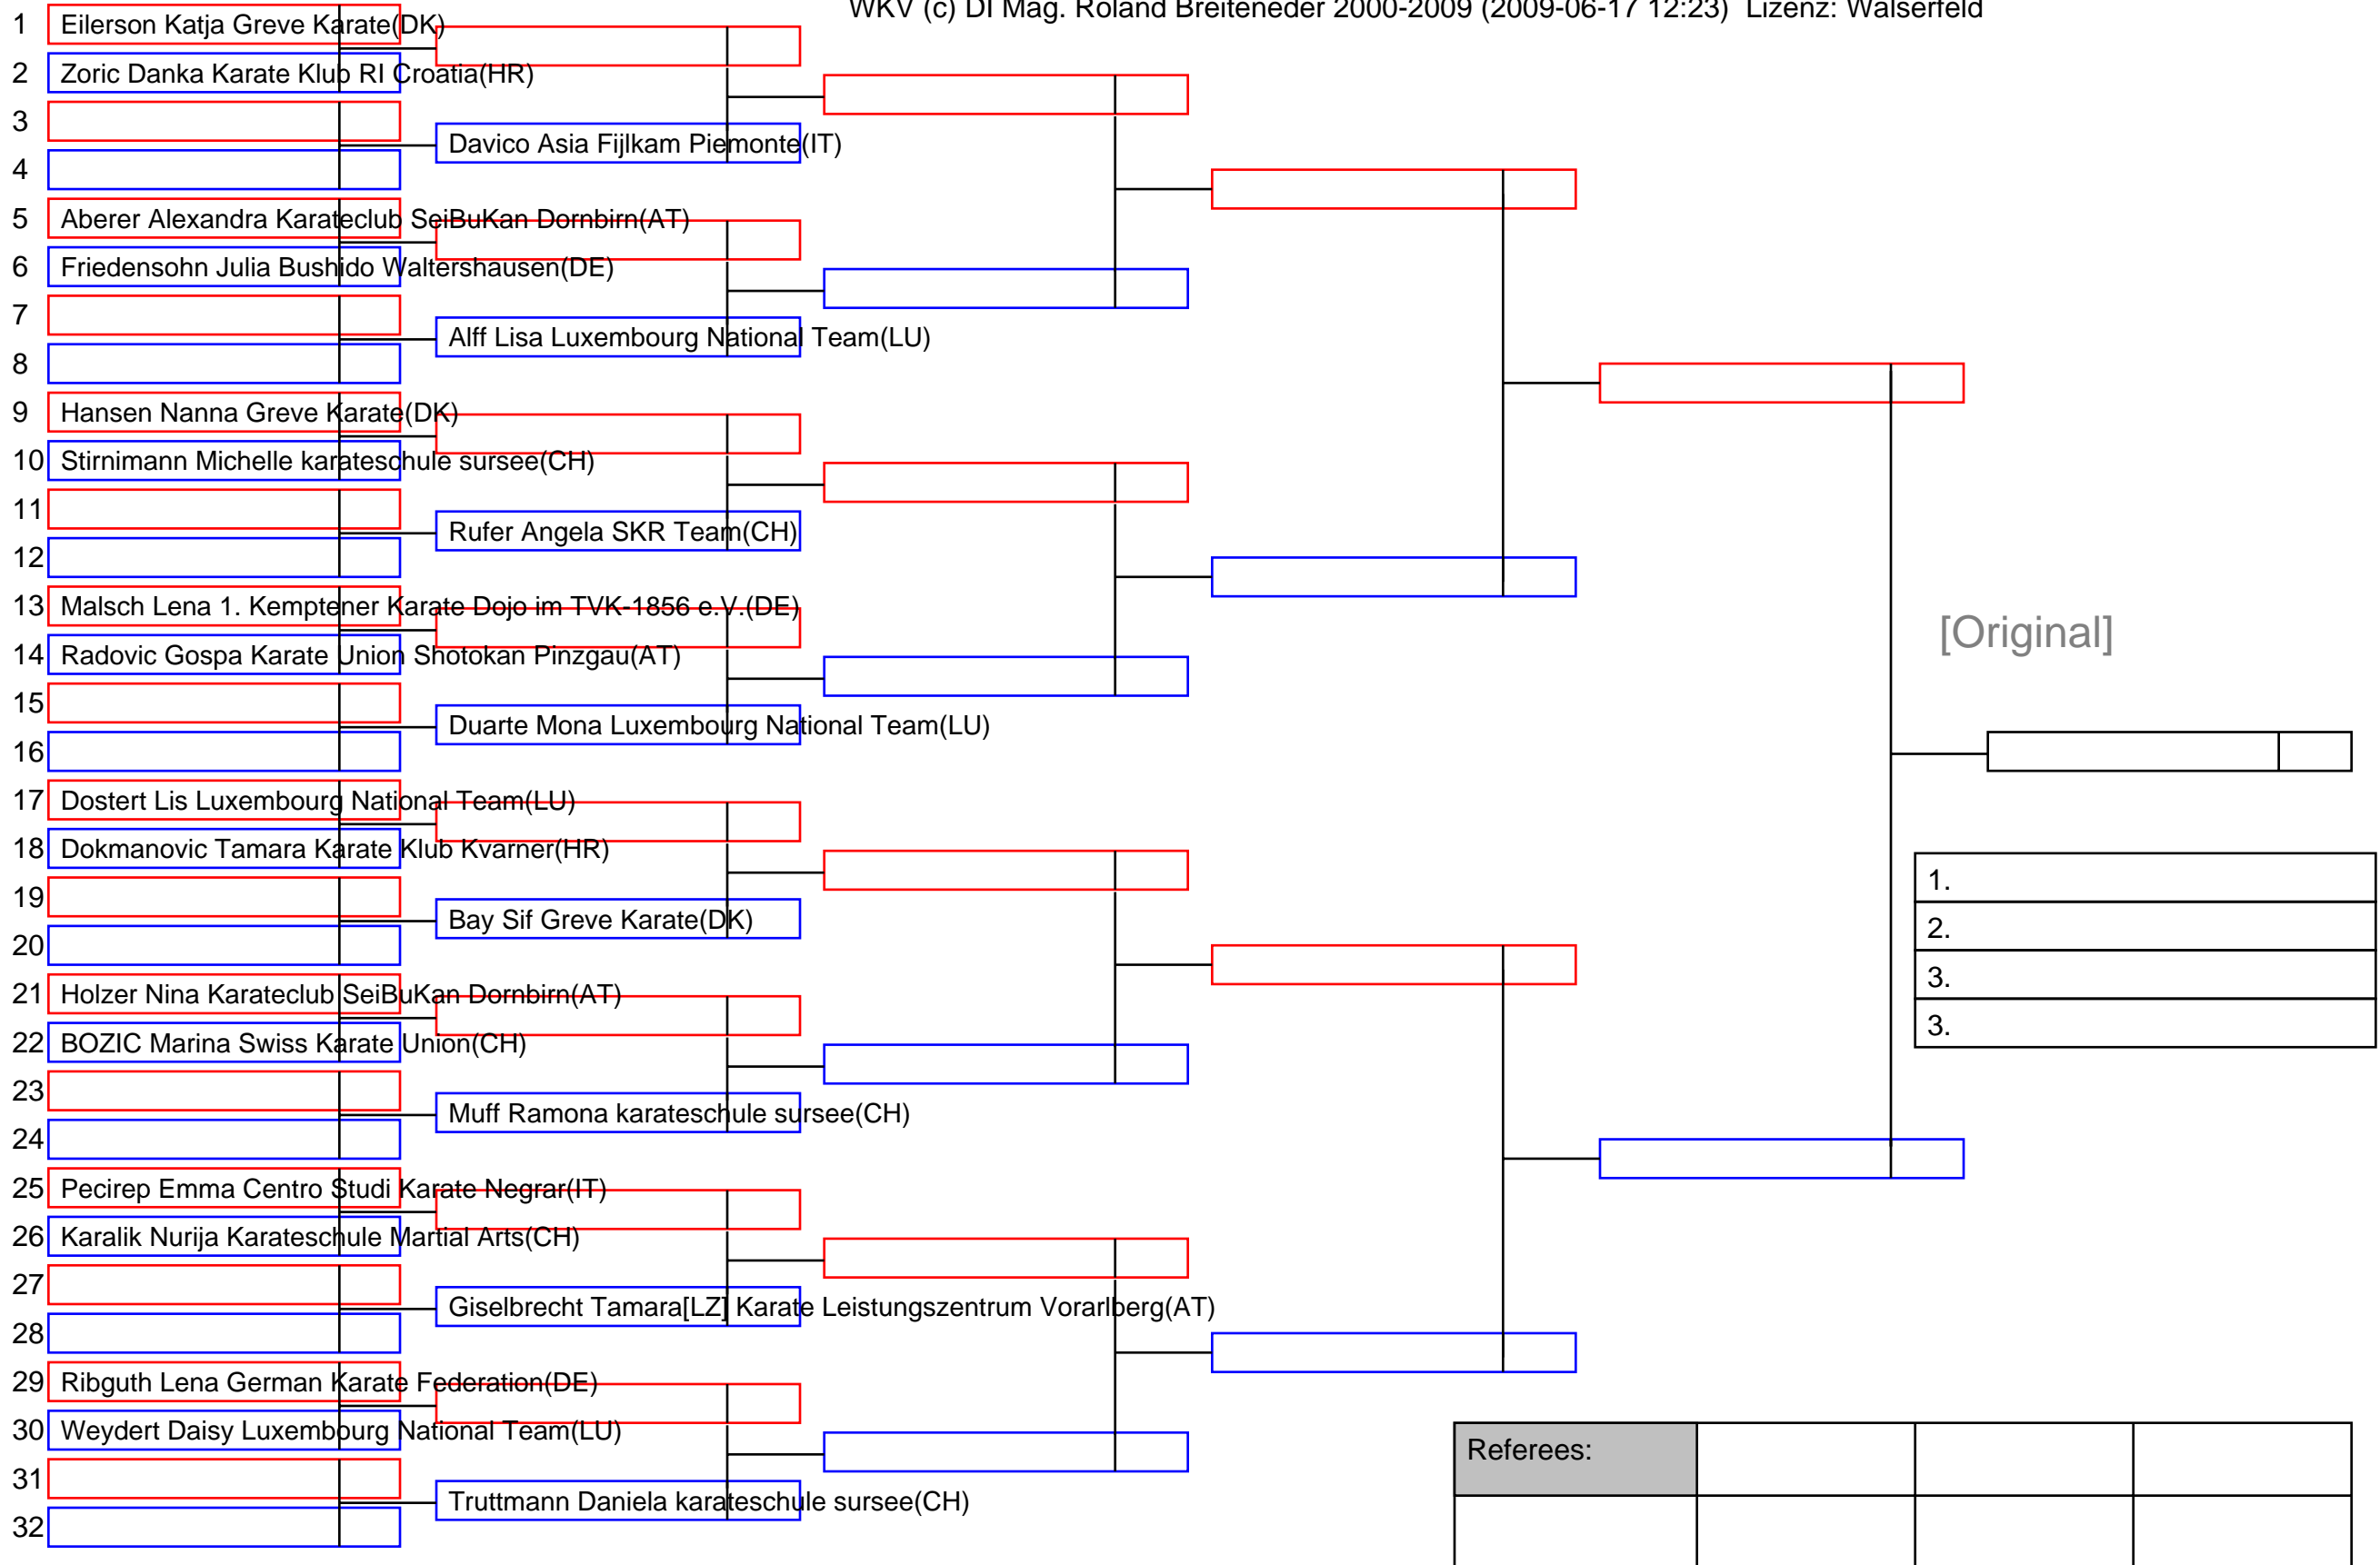 WKV (c) DI Mag. Roland Breiteneder 2000-2009 (2009-06-17 12:23) Lizenz: Walserfeld
1 Eilerson Katja Greve Karate(DK)
2 Zoric Danka Karate Klub RI Croatia(HR)
3
Davico Asia Fijlkam Piemonte(IT)
4
5 Aberer Alexandra Karateclub SeiBuKan Dornbirn(AT)
6 Friedensohn Julia Bushido Waltershausen(DE)
7
Alff Lisa Luxembourg National Team(LU)
8
9 Hansen Nanna Greve Karate(DK)
10 Stirnimann Michelle karateschule sursee(CH)
11
Rufer Angela SKR Team(CH)
12
13 Malsch Lena 1. Kemptener Karate Dojo im TVK-1856 e.V.(DE)
[Original]
14 Radovic Gospa Karate Union Shotokan Pinzgau(AT)
15
Duarte Mona Luxembourg National Team(LU)
16
17 Dostert Lis Luxembourg National Team(LU)
18 Dokmanovic Tamara Karate Klub Kvarner(HR)
19
Bay Sif Greve Karate(DK)
20
21 Holzer Nina Karateclub SeiBuKan Dornbirn(AT)
22 BOZIC Marina Swiss Karate Union(CH)
23
Muff Ramona karateschule sursee(CH)
24
25 Pecirep Emma Centro Studi Karate Negrar(IT)
26 Karalik Nurija Karateschule Martial Arts(CH)
27
Giselbrecht Tamara[LZ] Karate Leistungszentrum Vorarlberg(AT)
28
29 Ribguth Lena German Karate Federation(DE)
30 Weydert Daisy Luxembourg National Team(LU)
31
Truttmann Daniela karateschule sursee(CH)
32
1.
2.
3.
3.
Referees: